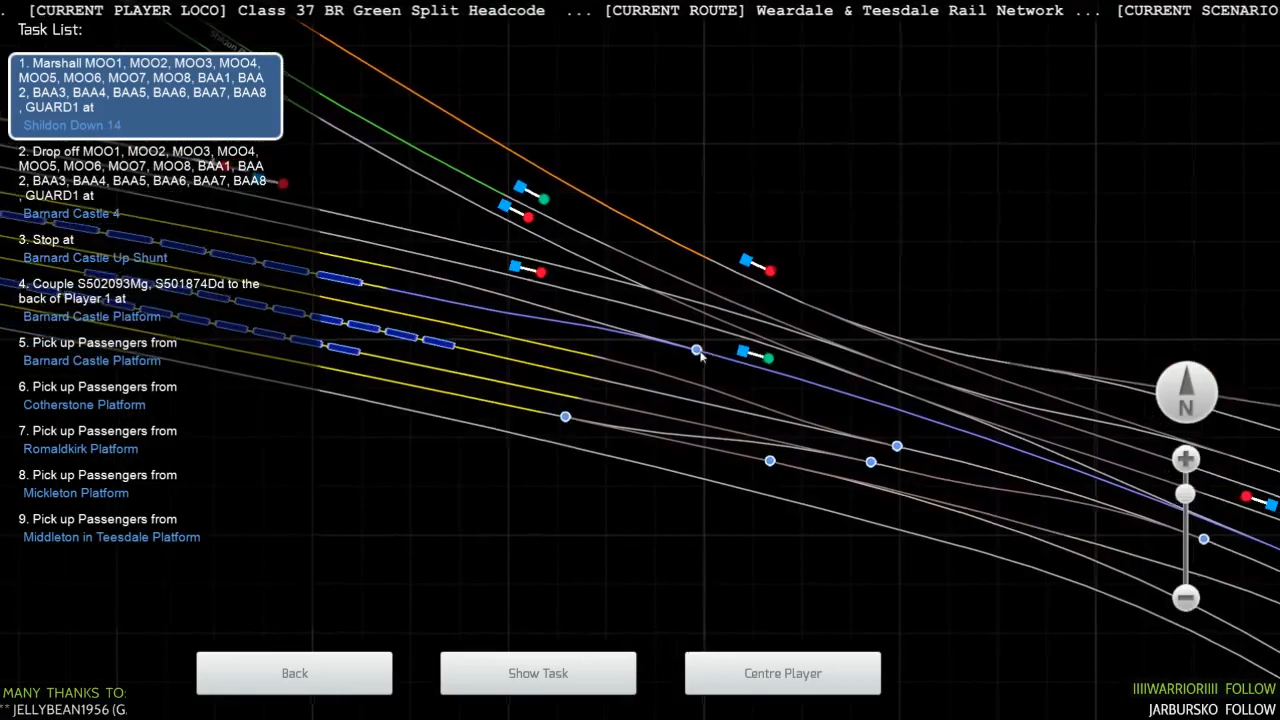 . [CURRENT PLAYER LOCO] Class 37 BR Green Split Headcode ... [CURRENT ROUTE] Weardale & Teesdale Rail Network ... [CURRENT SCENARIO
Task List:
1. Marshall MOO1, MOO2, MOO3, MOO4,
MOO5, MOO6, MOO7, MOO8, BAA1, BAA
2, BAA3, BAA4, BAA5, BAA6, BAA7, BAA8
, GUARD1 at
Shildon Down 14
2. Drop off MOO1, MOO2, MOO3, MOO4,
MOO5, MOO6, MOO7, MOO8, BAA1, BAA
2, BAA3, BAA4, BAA5, BAA6, BAA7, BAA8
, GUARD1 at
Barnard Castle 4
3. Stop at
Barnard Castle Up Shunt
4. Couple S502093Mg, S501874Dd to the
back of Player 1 at
Barnard Castle Platform
5. Pick up Passengers from
Barnard Castle Platform
6. Pick up Passengers from
Cotherstone Platform
7. Pick up Passengers from
Romaldkirk Platform
8. Pick up Passengers from
Mickleton Platform
9. Pick up Passengers from
Middleton in Teesdale Platform
Shildon
N
Back
Show Task
Centre Player
MANY THANKS TO:
** JELLYBEAN1956 (G.
IIIIWARRIORIIII FOLLOW
JARBURSKO FOLLOW